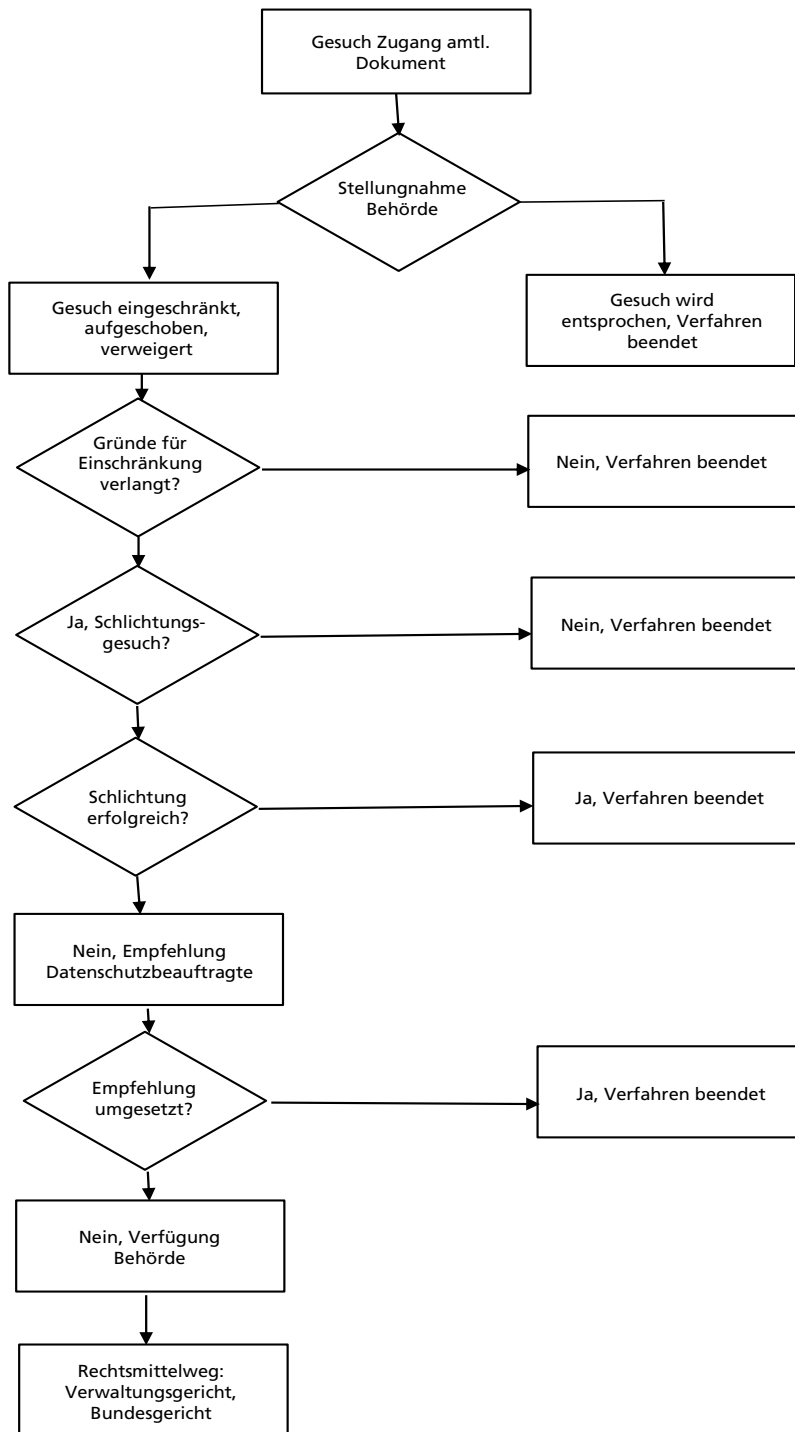 Gesuch Zugang amtl.
Dokument
Stellungnahme
Behörde
Gesuch eingeschränkt,
aufgeschoben,
verweigert
Gesuch wird
entsprochen, Verfahren
beendet
Gründe für
Einschränkung
verlangt?
Nein, Verfahren beendet
Ja, Schlichtungs-
gesuch?
Nein, Verfahren beendet
Schlichtung
erfolgreich?
Ja, Verfahren beendet
Nein, Empfehlung
Datenschutzbeauftragte
Empfehlung
umgesetzt?
Ja, Verfahren beendet
Nein, Verfügung
Behörde
Rechtsmittelweg:
Verwaltungsgericht,
Bundesgericht